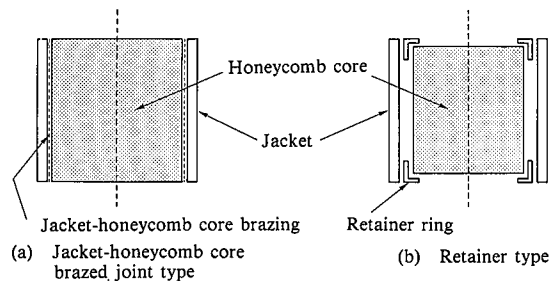 Honeycomb core
Jacket
Jacket-honeycomb core brazing
Retainer ring
(a) Jacket-honeycomb core
brazed joint type
(b) Retainer type